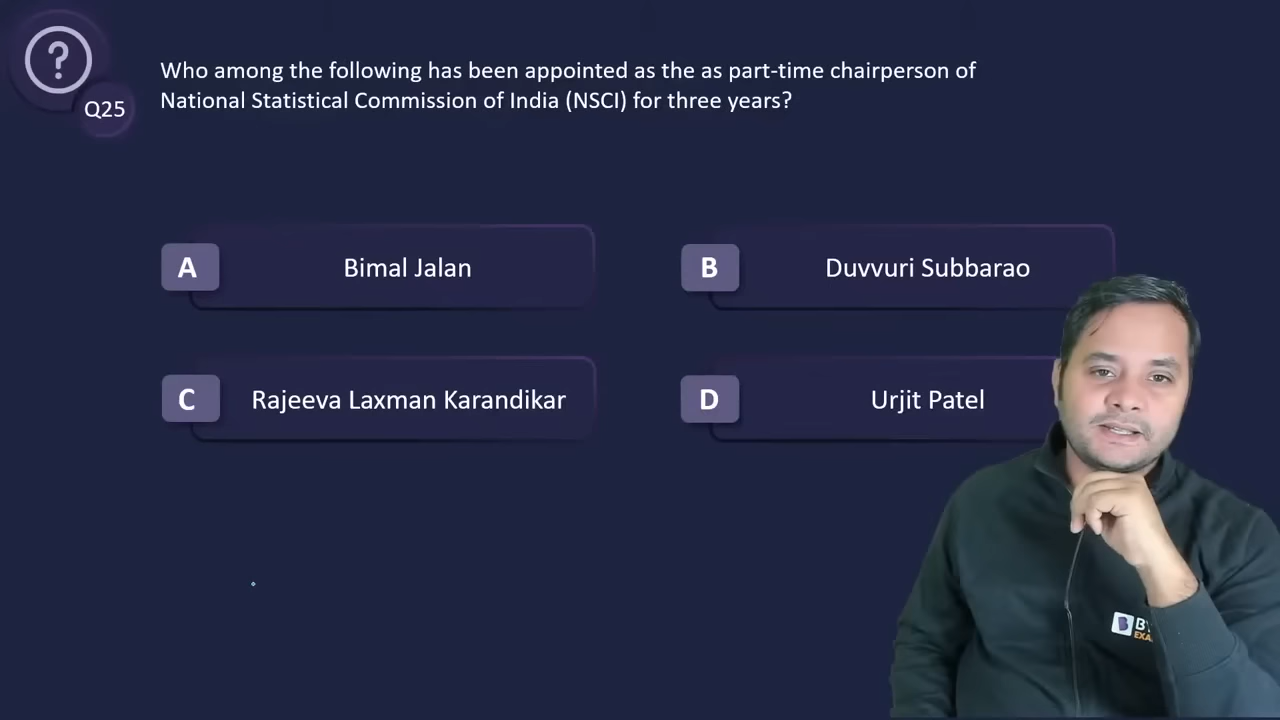 ?
Q25
Who among the following has been appointed as the as part-time chairperson of
National Statistical Commission of India (NSCI) for three years?
A
Bimal Jalan
B
Duvvuri Subbarao
C
Rajeeva Laxman Karandikar
D
Urjit Patel